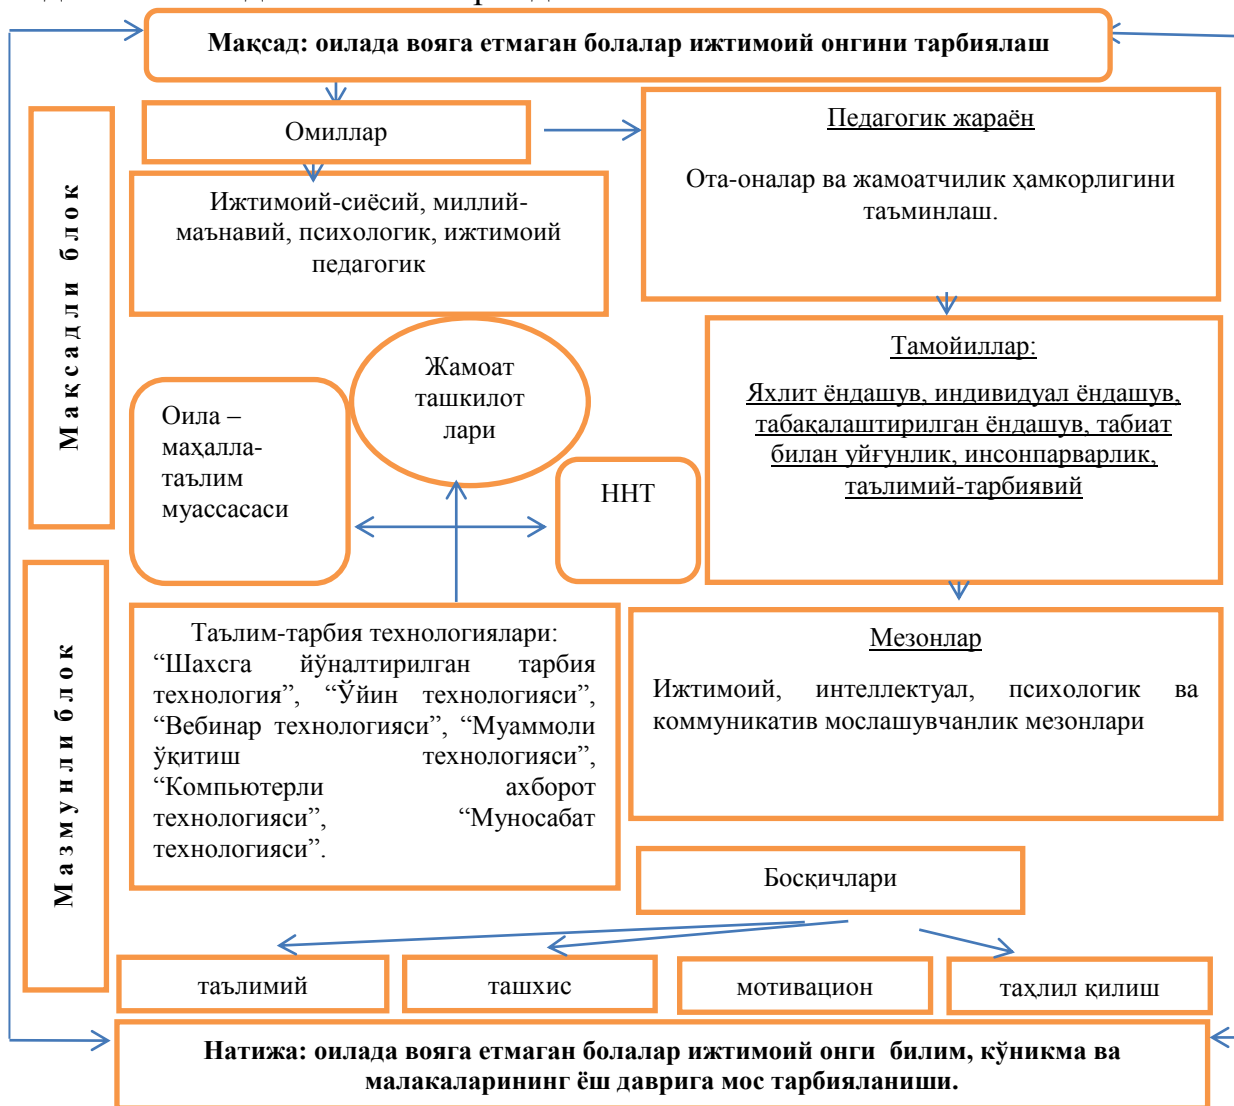 Мақсад: оилада вояга етмаган болалар ижтимоий онгини тарбиялаш
Мақсадли блок
Омиллар
Ижтимоий-сиёсий, миллий-
маънавий, психологик, ижтимоий
педагогик
Педагогик жараён
Ота-оналар ва жамоатчилик ҳамкорлигини
таъминлаш.
Жамоат
ташкилот
лари
Оила –
маҳалла-
таълим
муассасаси
ННТ
Тамойиллар:
Яхлит ёндашув, индивидуал ёндашув,
табақалаштирилган ёндашув, табиат
билан уйғунлик, инсонпарварлик,
таълимий-тарбиявий
Мазмунли блок
Таълим-тарбия технологиялари:
“Шахсга йўналтирилган тарбия
технология”, “Ўйин технологияси”,
“Вебинар технологияси”, “Муаммоли
ўқитиш технологияси”,
“Компьютерли ахборот
технологияси”, “Муносабат
технологияси”.
Мезонлар
Ижтимоий, интеллектуал, психологик ва
коммуникатив мослашувчанлик мезонлари
Босқичлари
таълимий
ташхис
мотивацион
таҳлил қилиш
Натижа: оилада вояга етмаган болалар ижтимоий онги билим, кўникма ва
малакаларининг ёш даврига мос тарбияланиши.